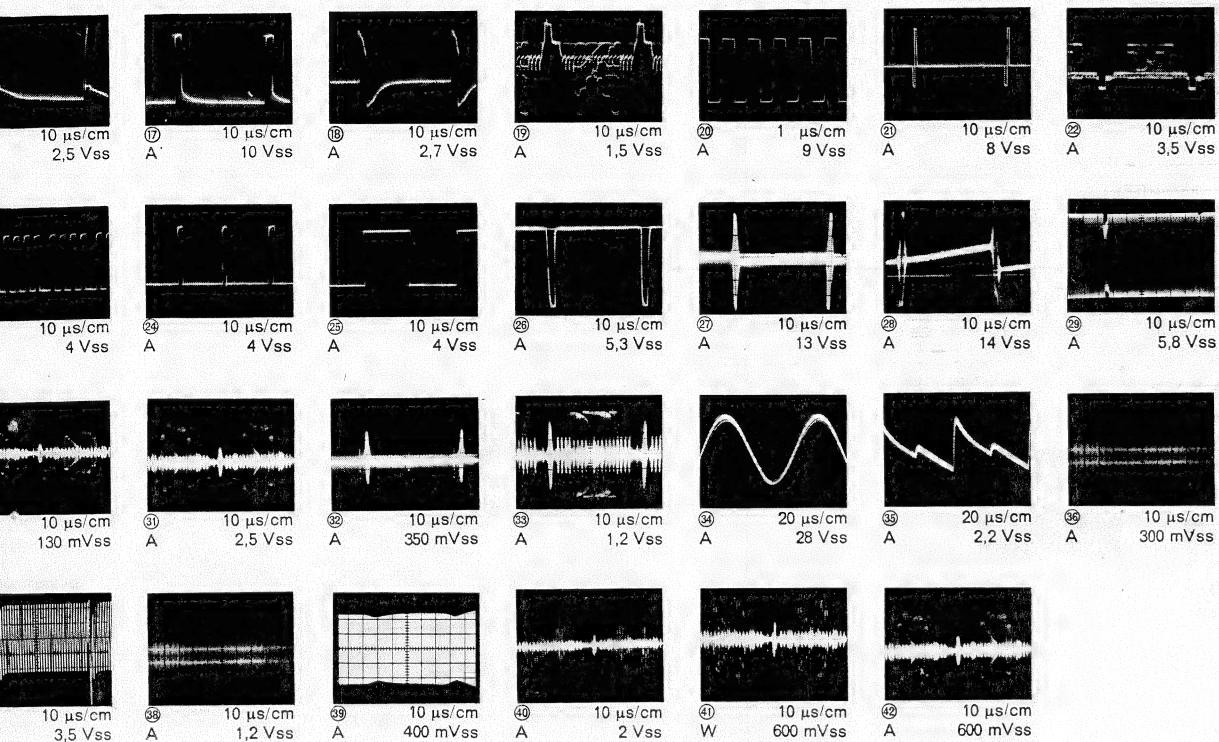 10 µs/cm ⑰ 10 µs/cm ⑱ 10 µs/cm ⑲ 10 µs/cm ⑳ 1 µs/cm ㉑ 10 µs/cm ㉒ 10 µs/cm
2,5 Vss A 10 Vss A 2,7 Vss A 1,5 Vss A 9 Vss A 8 Vss A 3,5 Vss
10 µs/cm ㉔ 10 µs/cm ㉕ 10 µs/cm ㉖ 10 µs/cm ㉗ 10 µs/cm ㉘ 10 µs/cm ㉙ 10 µs/cm
4 Vss A 4 Vss A 4 Vss A 5,3 Vss A 13 Vss A 14 Vss A 5,8 Vss
10 µs/cm ㉛ 10 µs/cm ㉜ 10 µs/cm ㉝ 10 µs/cm ㉞ 20 µs/cm ㉟ 20 µs/cm ㊱ 10 µs/cm
130 mVss A 2,5 Vss A 350 mVss A 1,2 Vss A 28 Vss A 2,2 Vss A 300 mVss
10 µs/cm ㊳ 10 µs/cm ㊴ 10 µs/cm ㊵ 10 µs/cm ㊶ 10 µs/cm ㊷ 10 µs/cm
3,5 Vss A 1,2 Vss A 400 mVss A 2 Vss W 600 mVss A 600 mVss